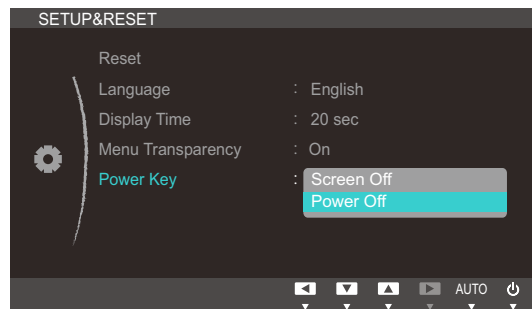 SETUP&RESET
Reset
Language : English
Display Time : 20 sec
Menu Transparency : On
Power Key : Screen Off
Power Off
AUTO